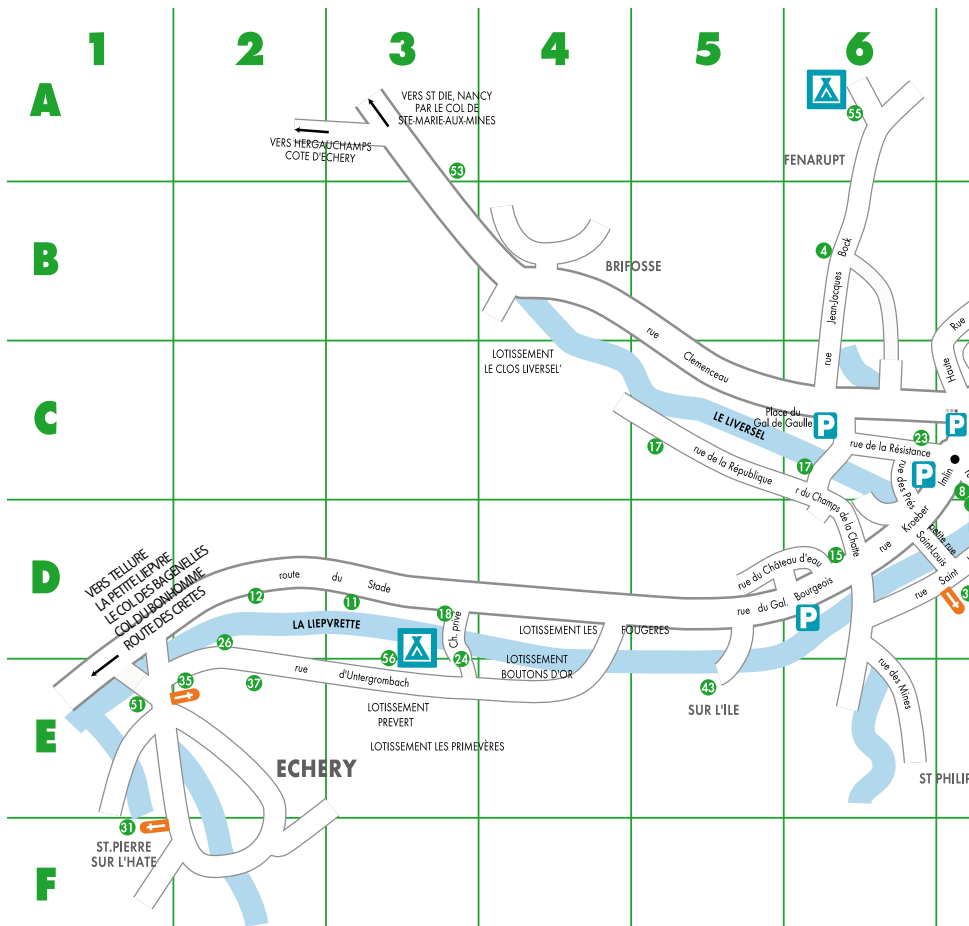 1 2 3 4 5 6
A
VERS ST DIE, NANCY
PAR LE COL DE
STE-MARIE-AUX-MINES
VERS HERGAUCHAMPS
COTE D'ECHERY
53
55
FENARUPT
B
4
rue Jean-Jacques Bock
BRIFOSSE
rue Clemenceau
Rue
Haute
LOTISSEMENT
LE CLOS LIVERSEL'
C
LE LIVERSEL
Place du
Gal de Gaulle
P
P
23
rue de la Résistance
17
rue de la République
17
P
rue des Prés
Imlin
8
r du Champs de la Chatte
rue Kroeber
petite rue
Saint-Louis
rue Saint
D
VERS TELLURE
LA PETITE LIEPVRE
LE COL DES BAGENELLES
COL DU BONHOMME
ROUTE DES CRETES
route du Stade
12
11
18
Ch. privé
15
rue du Château d'eau
rue du Gal. Bourgeois
P
3
LA LIEPVRETTE
LOTISSEMENT LES FOUGERES
26
56
24
LOTISSEMENT
BOUTONS D'OR
35
37
rue d'Untergrombach
43
SUR L'ILE
rue des Mines
51
E
LOTISSEMENT
PREVERT
LOTISSEMENT LES PRIMEVÈRES
ECHERY
ST PHILIP
31
ST.PIERRE
SUR L'HATE
F